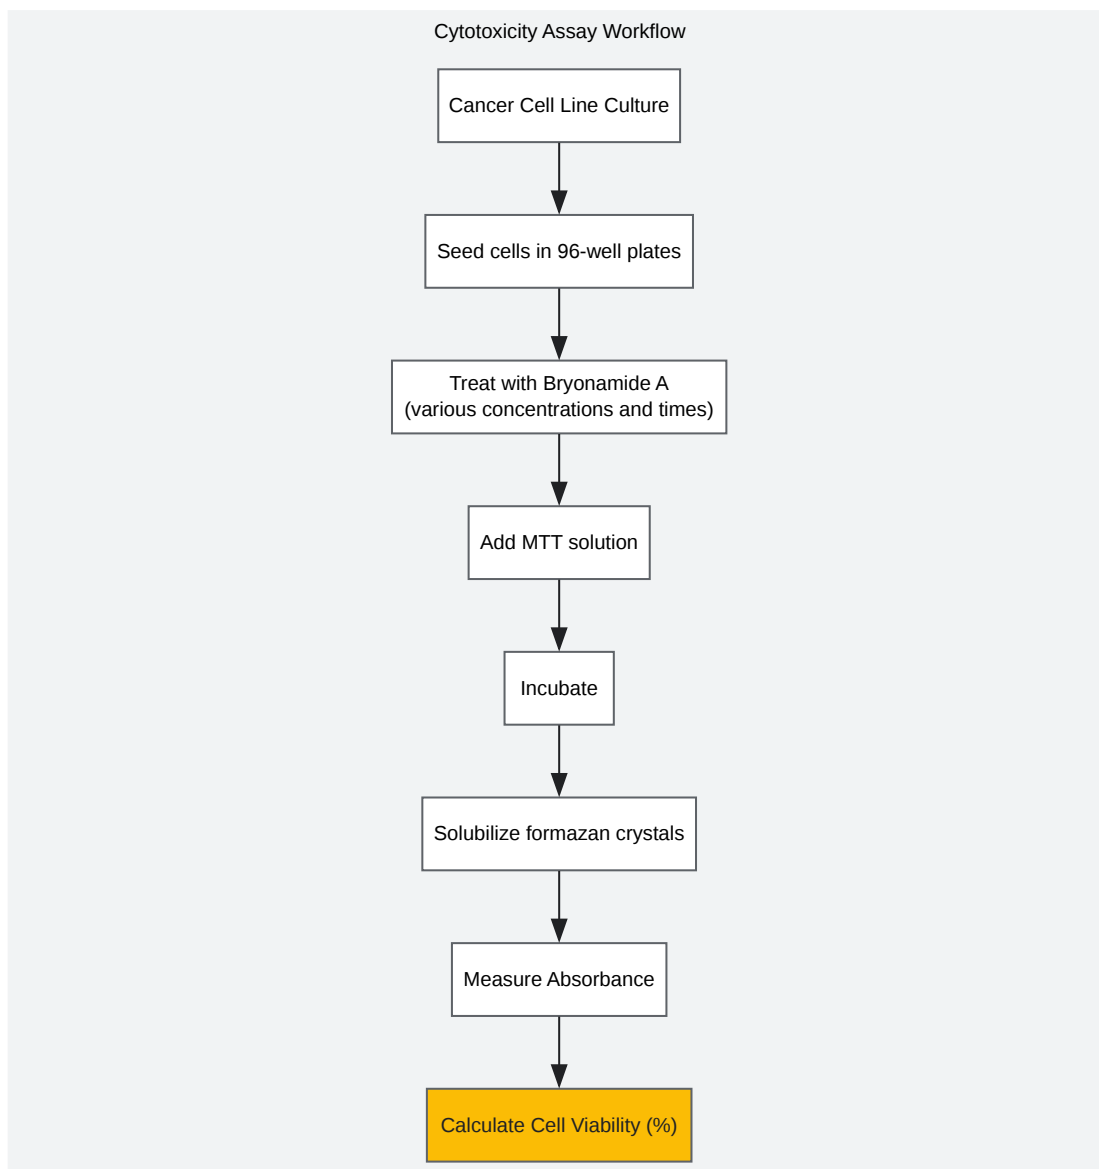 Cytotoxicity Assay Workflow
Cancer Cell Line Culture
Seed cells in 96-well plates
Treat with Bryonamide A
(various concentrations and times)
Add MTT solution
Incubate
Solubilize formazan crystals
Measure Absorbance
Calculate Cell Viability (%)